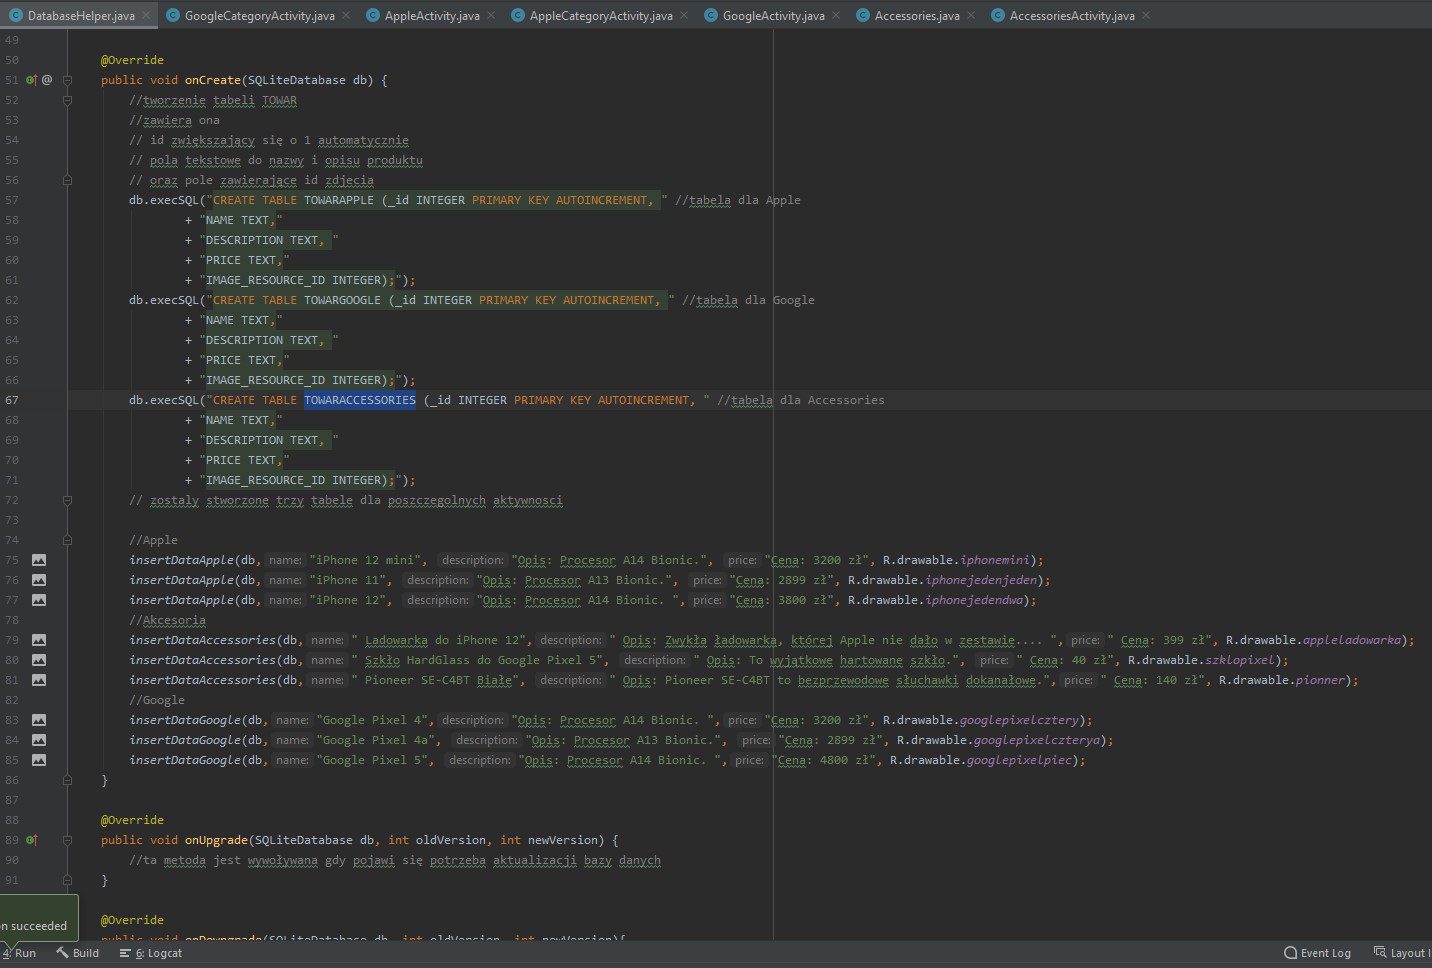 DatabaseHelper.java GoogleCategoryActivity.java AppleActivity.java AppleCategoryActivity.java GoogleActivity.java Accessories.java AccessoriesActivity.java
49
50 @Override
51 @ public void onCreate(SQLiteDatabase db) {
52 //tworzenie tabeli TOWAR
53 //zawiera ona
54 // id zwiększający się o 1 automatycznie
55 // pola tekstowe do nazwy i opisu produktu
56 // oraz pole zawierające id zdjecia
57 db.execSQL("CREATE TABLE TOWARAPPLE (_id INTEGER PRIMARY KEY AUTOINCREMENT, " //tabela dla Apple
58 + "NAME TEXT,"
59 + "DESCRIPTION TEXT, "
60 + "PRICE TEXT,"
61 + "IMAGE_RESOURCE_ID INTEGER);");
62 db.execSQL("CREATE TABLE TOWARGOOGLE (_id INTEGER PRIMARY KEY AUTOINCREMENT, " //tabela dla Google
63 + "NAME TEXT,"
64 + "DESCRIPTION TEXT, "
65 + "PRICE TEXT,"
66 + "IMAGE_RESOURCE_ID INTEGER);");
67 db.execSQL("CREATE TABLE TOWARACCESSORIES (_id INTEGER PRIMARY KEY AUTOINCREMENT, " //tabela dla Accessories
68 + "NAME TEXT,"
69 + "DESCRIPTION TEXT, "
70 + "PRICE TEXT,"
71 + "IMAGE_RESOURCE_ID INTEGER);");
72 // zostaly stworzone trzy tabele dla poszczegolnych aktywnosci
73
74 //Apple
75 insertDataApple(db, name: "iPhone 12 mini", description: "Opis: Procesor A14 Bionic.", price: "Cena: 3200 zł", R.drawable.iphonemini);
76 insertDataApple(db, name: "iPhone 11", description: "Opis: Procesor A13 Bionic.", price: "Cena: 2899 zł", R.drawable.iphonejedenjeden);
77 insertDataApple(db, name: "iPhone 12", description: "Opis: Procesor A14 Bionic. ", price: "Cena: 3800 zł", R.drawable.iphonejedendwa);
78 //Akcesoria
79 insertDataAccessories(db, name: " Ladowarka do iPhone 12", description: " Opis: Zwykła ładowarka, której Apple nie dało w zestawie.... ", price: " Cena: 399 zł", R.drawable.appleladowarka);
80 insertDataAccessories(db, name: " Szkło HardGlass do Google Pixel 5", description: " Opis: To wyjątkowe hartowane szkło.", price: " Cena: 40 zł", R.drawable.szklopixel);
81 insertDataAccessories(db, name: " Pioneer SE-C4BT Białe", description: " Opis: Pioneer SE-C4BT to bezprzewodowe słuchawki dokanałowe.", price: " Cena: 140 zł", R.drawable.pionner);
82 //Google
83 insertDataGoogle(db, name: "Google Pixel 4", description: "Opis: Procesor A14 Bionic. ", price: "Cena: 3200 zł", R.drawable.googlepixelcztery);
84 insertDataGoogle(db, name: "Google Pixel 4a", description: "Opis: Procesor A13 Bionic.", price: "Cena: 2899 zł", R.drawable.googlepixelczterya);
85 insertDataGoogle(db, name: "Google Pixel 5", description: "Opis: Procesor A14 Bionic. ", price: "Cena: 4800 zł", R.drawable.googlepixelpiec);
86 }
87
88 @Override
89 public void onUpgrade(SQLiteDatabase db, int oldVersion, int newVersion) {
90 //ta metoda jest wywoływana gdy pojawi się potrzeba aktualizacji bazy danych
91 }
@Override
n succeeded
public void onDowngrade(SQLiteDatabase db, int oldVersion, int newVersion){
4: Run Build 6: Logcat Event Log Layout I